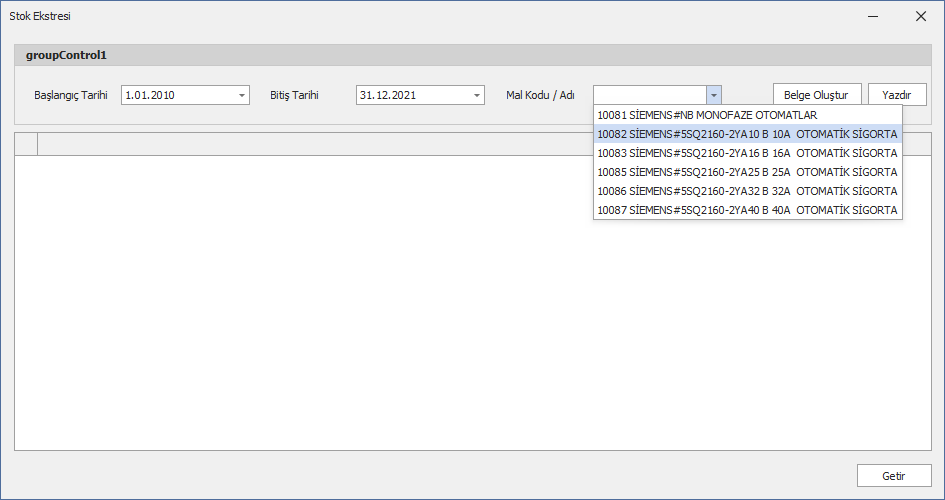 Stok Ekstresi
groupControl1
Başlangıç Tarihi 1.01.2010 Bitiş Tarihi 31.12.2021 Mal Kodu / Adı Belge Oluştur Yazdır
10081 SİEMENS#NB MONOFAZE OTOMATLAR
10082 SİEMENS#5SQ2160-2YA10 B 10A  OTOMATİK SİGORTA
10083 SİEMENS#5SQ2160-2YA16 B 16A  OTOMATİK SİGORTA
10085 SİEMENS#5SQ2160-2YA25 B 25A  OTOMATİK SİGORTA
10086 SİEMENS#5SQ2160-2YA32 B 32A  OTOMATİK SİGORTA
10087 SİEMENS#5SQ2160-2YA40 B 40A  OTOMATİK SİGORTA
Getir